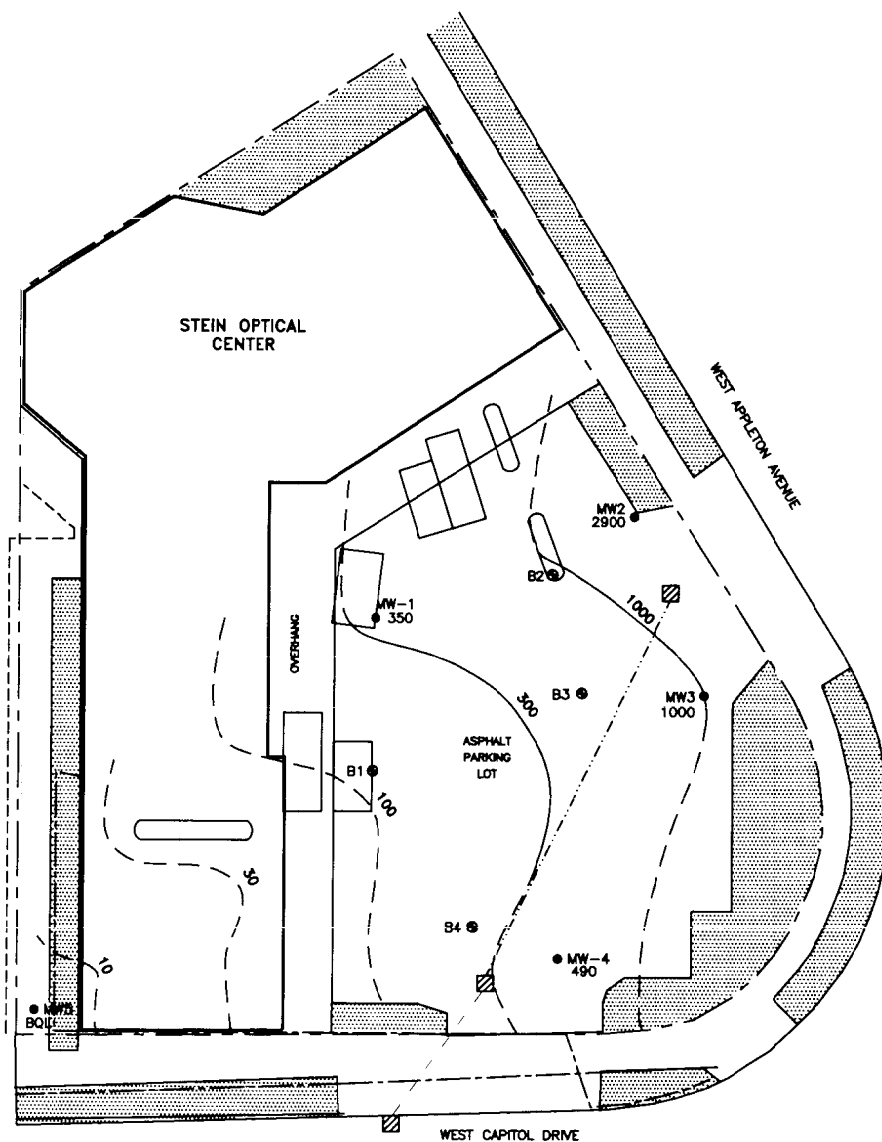 STEIN OPTICAL
CENTER
WEST APPLETON AVENUE
MW2
2900
B2
1000
MW-1
350
OVERHANG
300
B3
MW3
1000
ASPHALT
PARKING
LOT
B1
100
30
B4
MW-4
490
10
WEST CAPITOL DRIVE